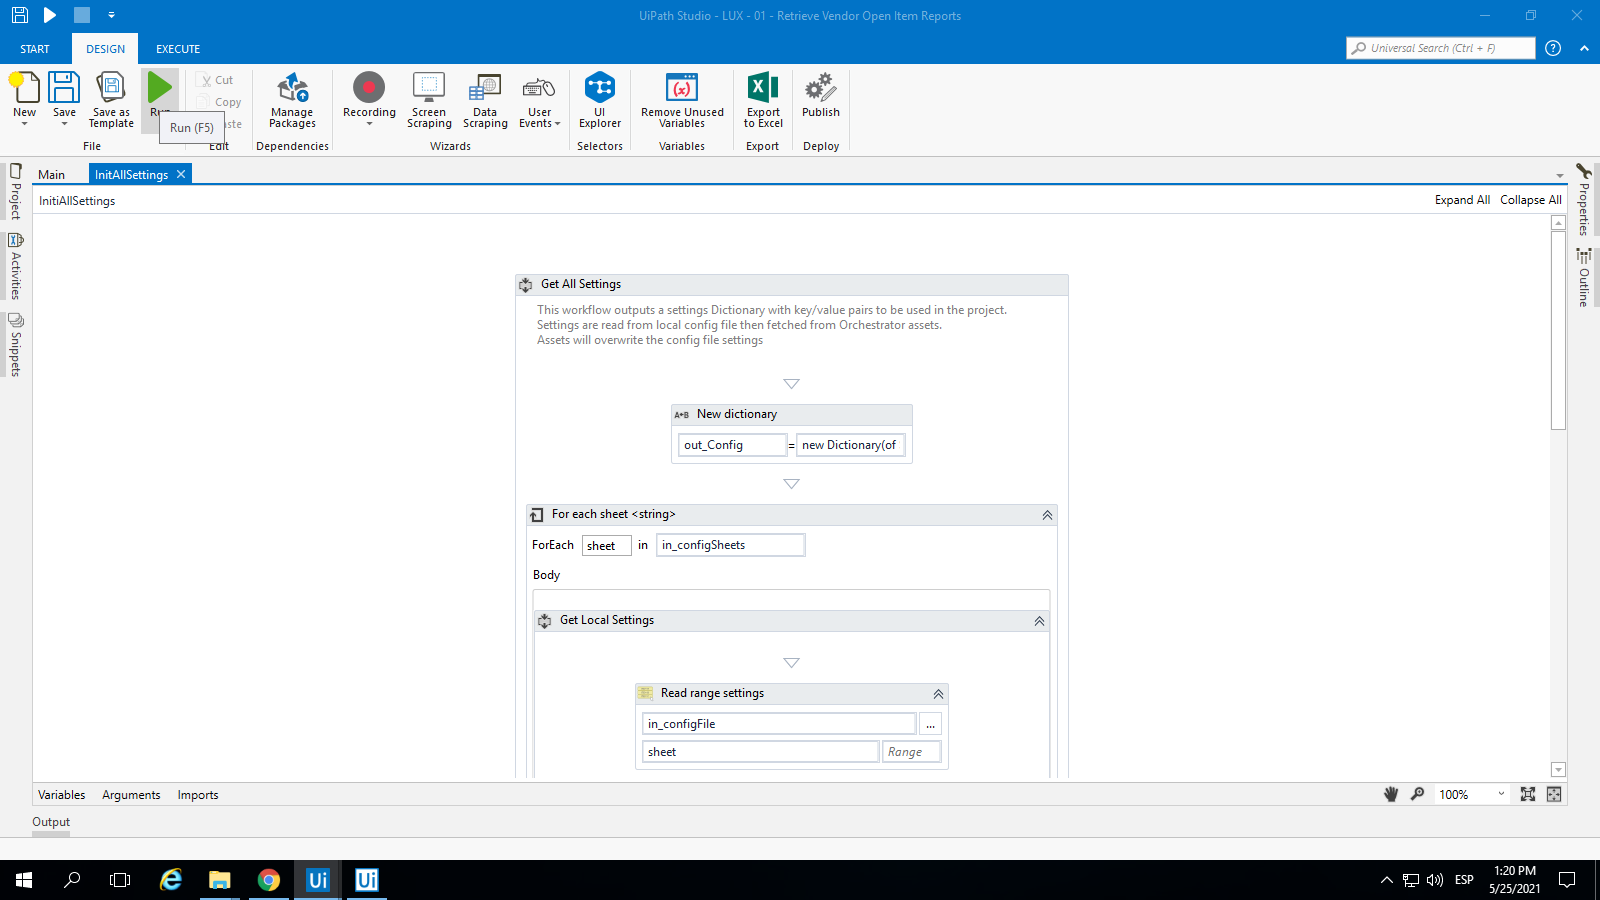 UiPath Studio - LUX - 01 - Retrieve Vendor Open Item Reports
START
DESIGN
EXECUTE
Universal Search (Ctrl + F)
?
New
Save
Save as
Template
Run (F5)
Cut
Copy
File
Edit
Manage
Packages
Dependencies
Recording
Screen
Scraping
Data
Scraping
User
Events
Wizards
UI
Explorer
Selectors
Remove Unused
Variables
Variables
Export
to Excel
Export
Publish
Deploy
Project
Activities
Snippets
Main
InitAllSettings
InitiAllSettings
Expand All
Collapse All
Properties
Outline
Get All Settings
This workflow outputs a settings Dictionary with key/value pairs to be used in the project.
Settings are read from local config file then fetched from Orchestrator assets.
Assets will overwrite the config file settings
A+B New dictionary
out_Config = new Dictionary(of
For each sheet <string>
ForEach sheet in in_configSheets
Body
Get Local Settings
Read range settings
in_configFile ...
sheet Range
Variables
Arguments
Imports
100%
Output
Ui
Ui
ESP
1:20 PM
5/25/2021